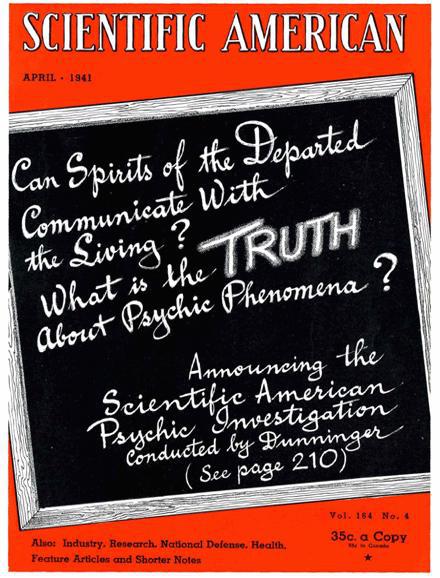 SCIENTIFIC AMERICAN
APRIL · 1941
Can Spirits of the Departed
Communicate With
the Living?
What is the TRUTH
About Psychic Phenomena?
Announcing the
Scientific American
Psychic Investigation
Conducted by Dunninger
(See page 210)
Vol. 164 No. 4
35c. a Copy
Also: Industry, Research, National Defense, Health,
Feature Articles and Shorter Notes